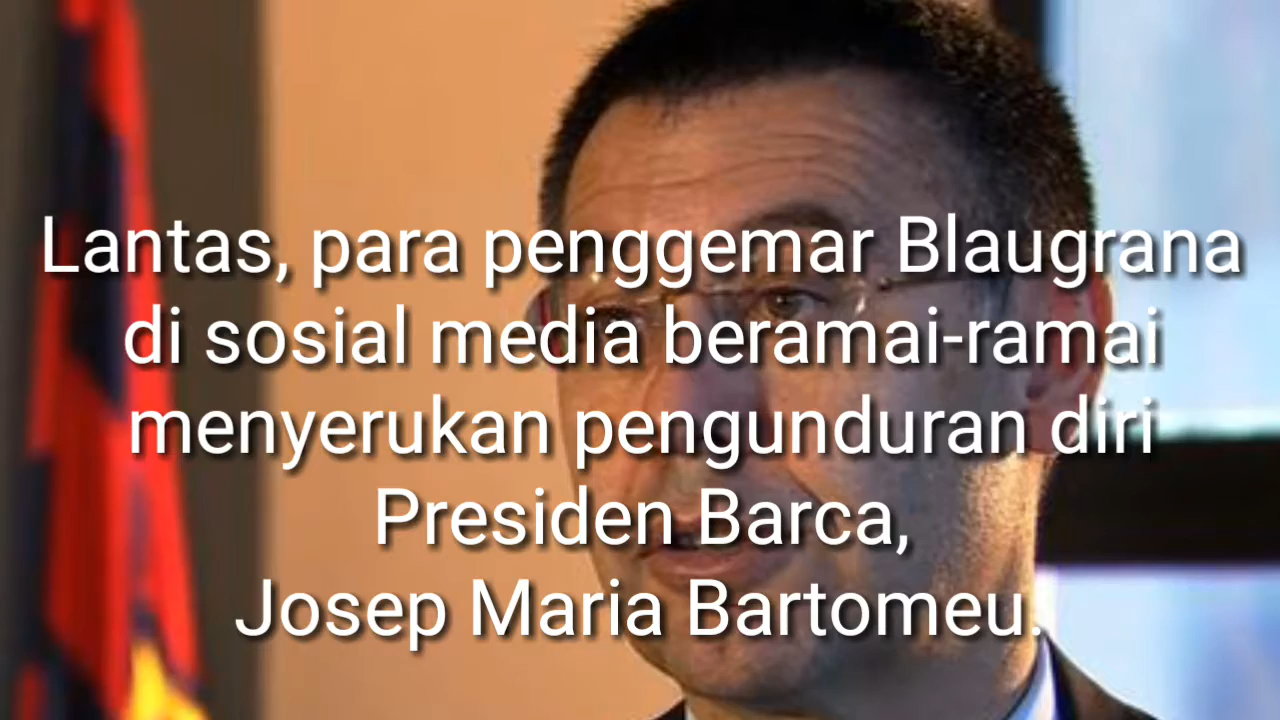 Lantas, para penggemar Blaugrana
di sosial media beramai-ramai
menyerukan pengunduran diri
Presiden Barca,
Josep Maria Bartomeu.